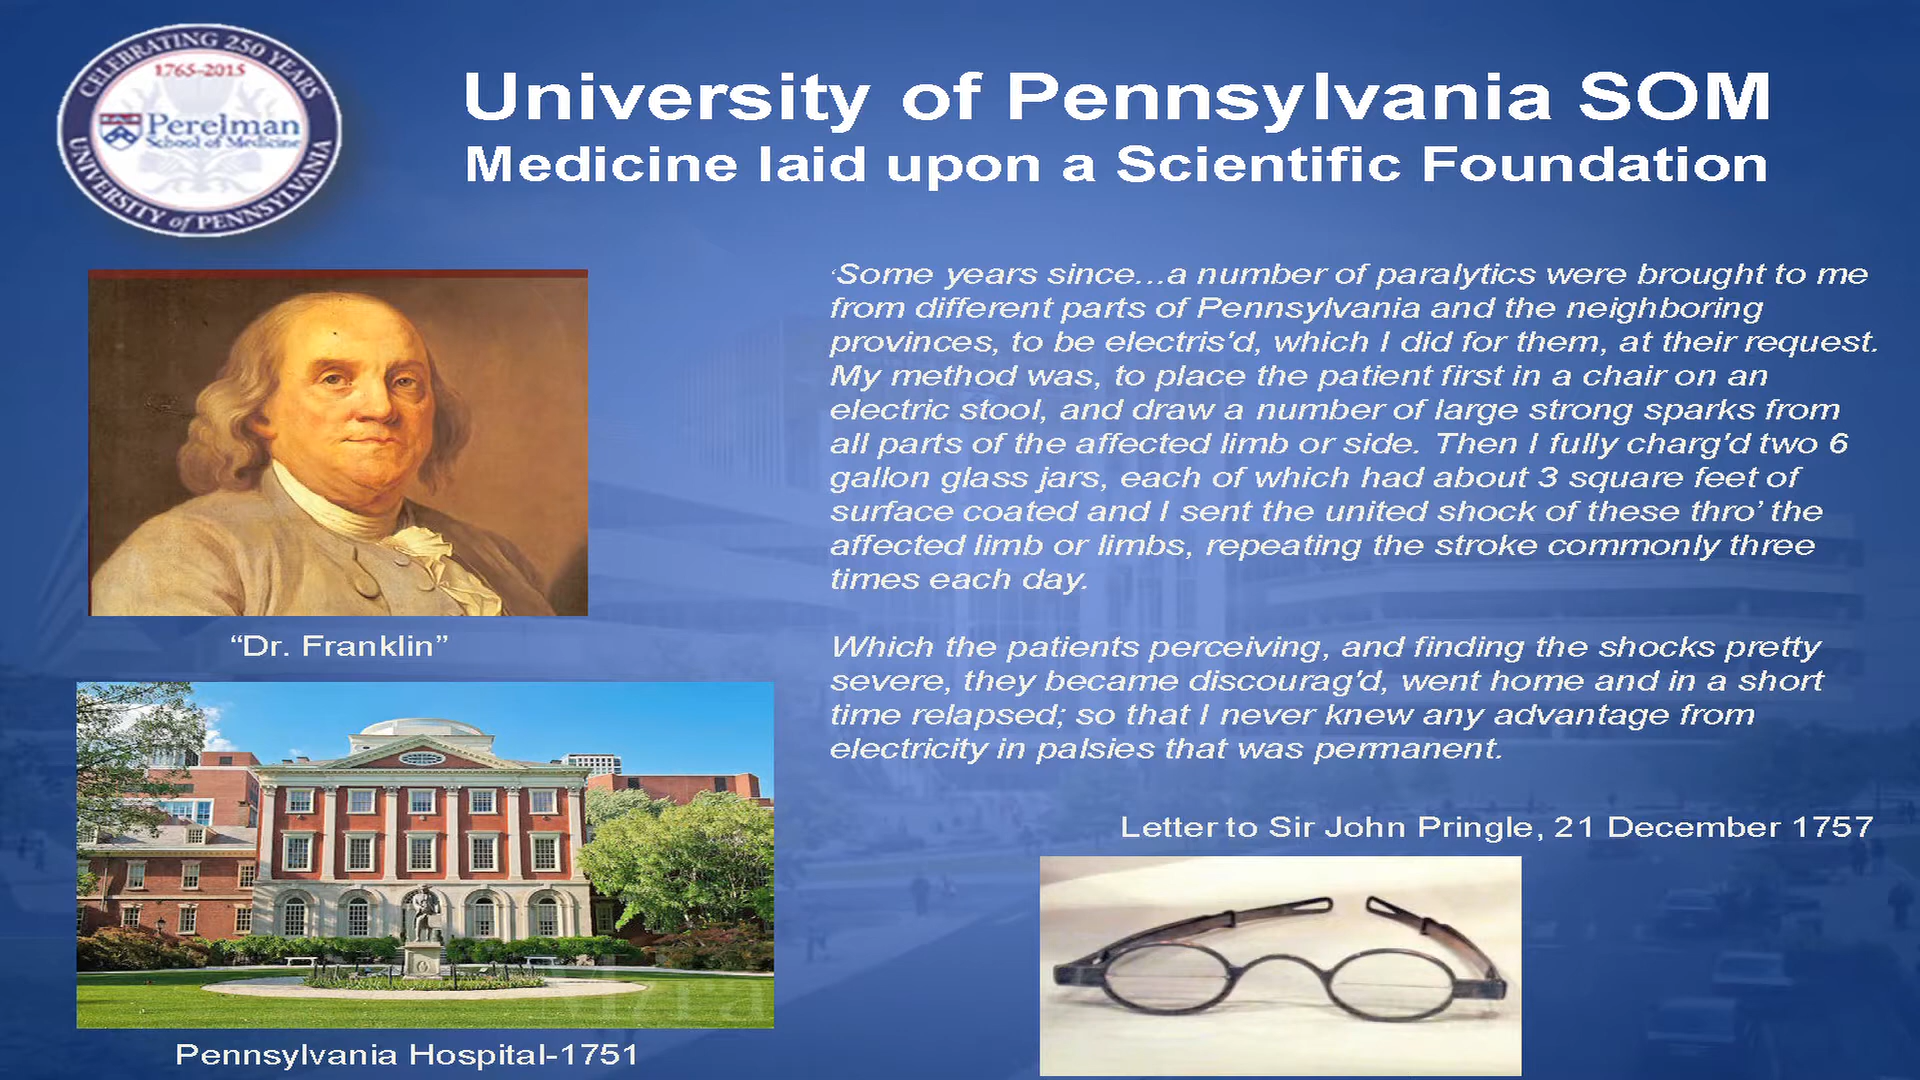 CELEBRATING 250 YEARS
1765-2015
Perelman
School of Medicine
UNIVERSITY of PENNSYLVANIA
University of Pennsylvania SOM
Medicine laid upon a Scientific Foundation
“Dr. Franklin”
Pennsylvania Hospital-1751
‘Some years since...a number of paralytics were brought to me
from different parts of Pennsylvania and the neighboring
provinces, to be electris'd, which I did for them, at their request.
My method was, to place the patient first in a chair on an
electric stool, and draw a number of large strong sparks from
all parts of the affected limb or side. Then I fully charg'd two 6
gallon glass jars, each of which had about 3 square feet of
surface coated and I sent the united shock of these thro’ the
affected limb or limbs, repeating the stroke commonly three
times each day.
Which the patients perceiving, and finding the shocks pretty
severe, they became discourag'd, went home and in a short
time relapsed; so that I never knew any advantage from
electricity in palsies that was permanent.
Letter to Sir John Pringle, 21 December 1757